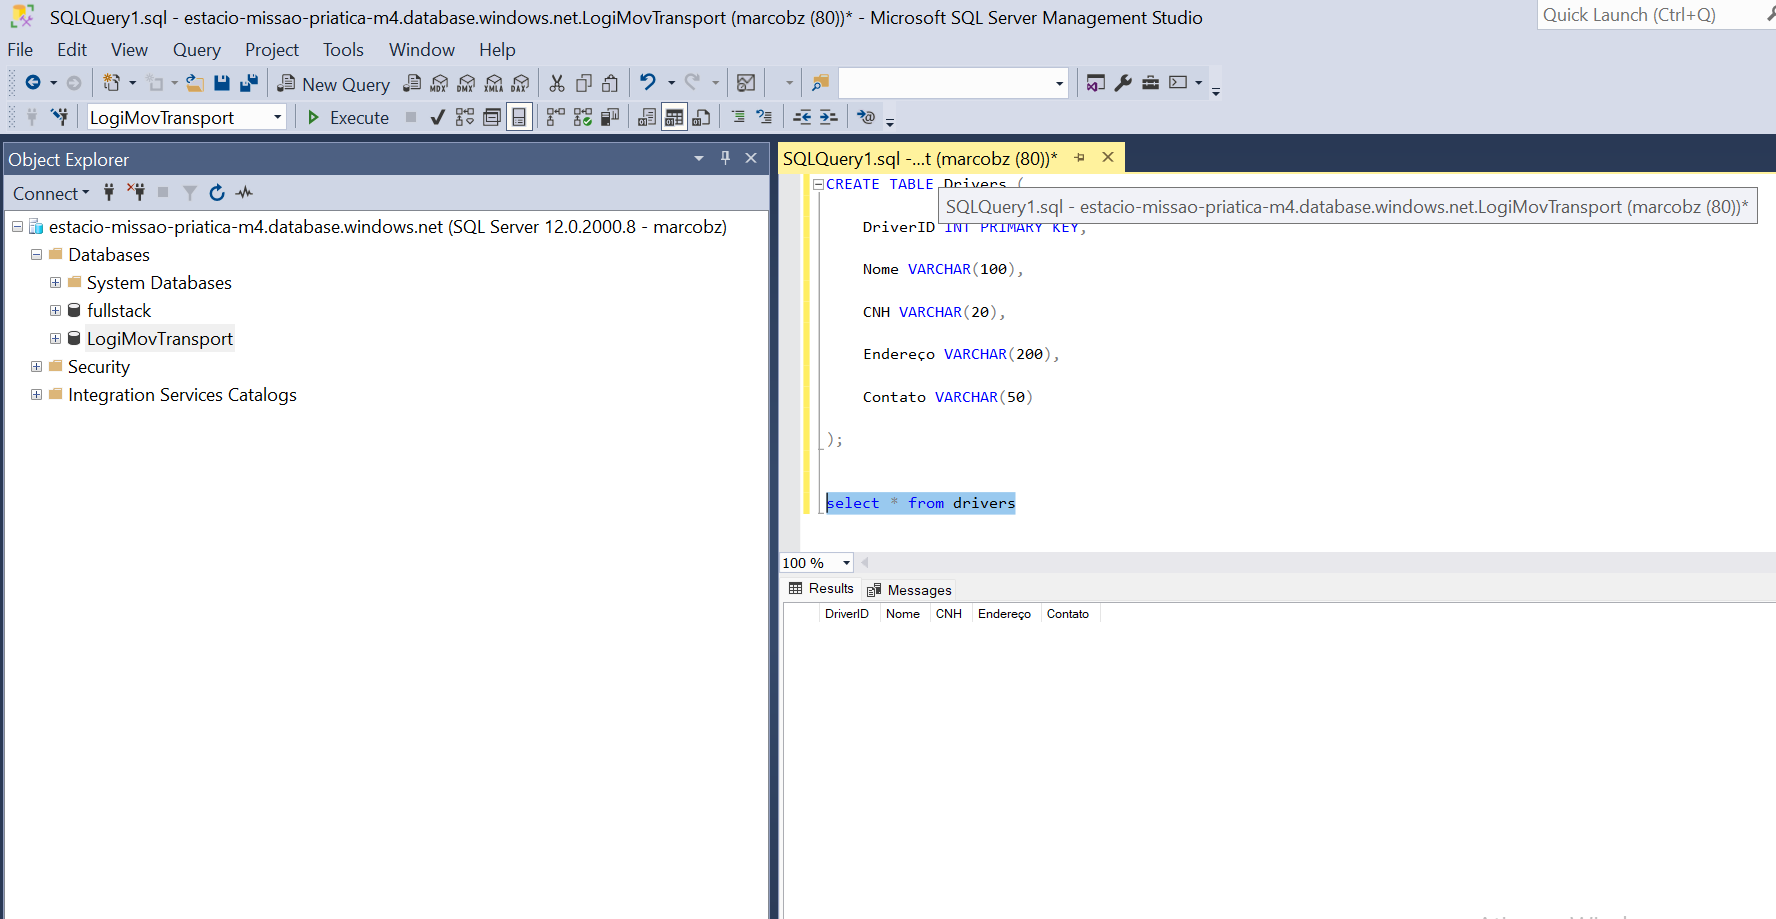 SQLQuery1.sql - estacio-missao-priatica-m4.database.windows.net.LogiMovTransport (marcobz (80))* - Microsoft SQL Server Management Studio
Quick Launch (Ctrl+Q)
File Edit View Query Project Tools Window Help
New Query MDX DMX XMLA DAX
LogiMovTransport Execute
Object Explorer
Connect
estacio-missao-priatica-m4.database.windows.net (SQL Server 12.0.2000.8 - marcobz)
Databases
System Databases
fullstack
LogiMovTransport
Security
Integration Services Catalogs
SQLQuery1.sql -...t (marcobz (80))*
CREATE TABLE Drivers (
SQLQuery1.sql - estacio-missao-priatica-m4.database.windows.net.LogiMovTransport (marcobz (80))*
DriverID INT PRIMARY KEY,
Nome VARCHAR(100),
CNH VARCHAR(20),
Endereço VARCHAR(200),
Contato VARCHAR(50)
);
select * from drivers
100 %
Results Messages
DriverID Nome CNH Endereço Contato